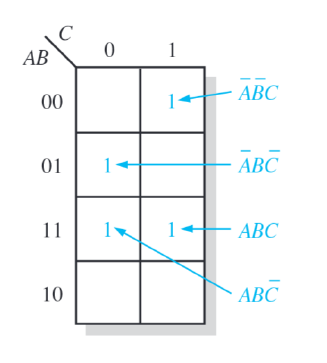 C
AB 0 1
00 1 A̅B̅C
01 1 A̅BC̅
11 1 1 ABC
10 ABC̅